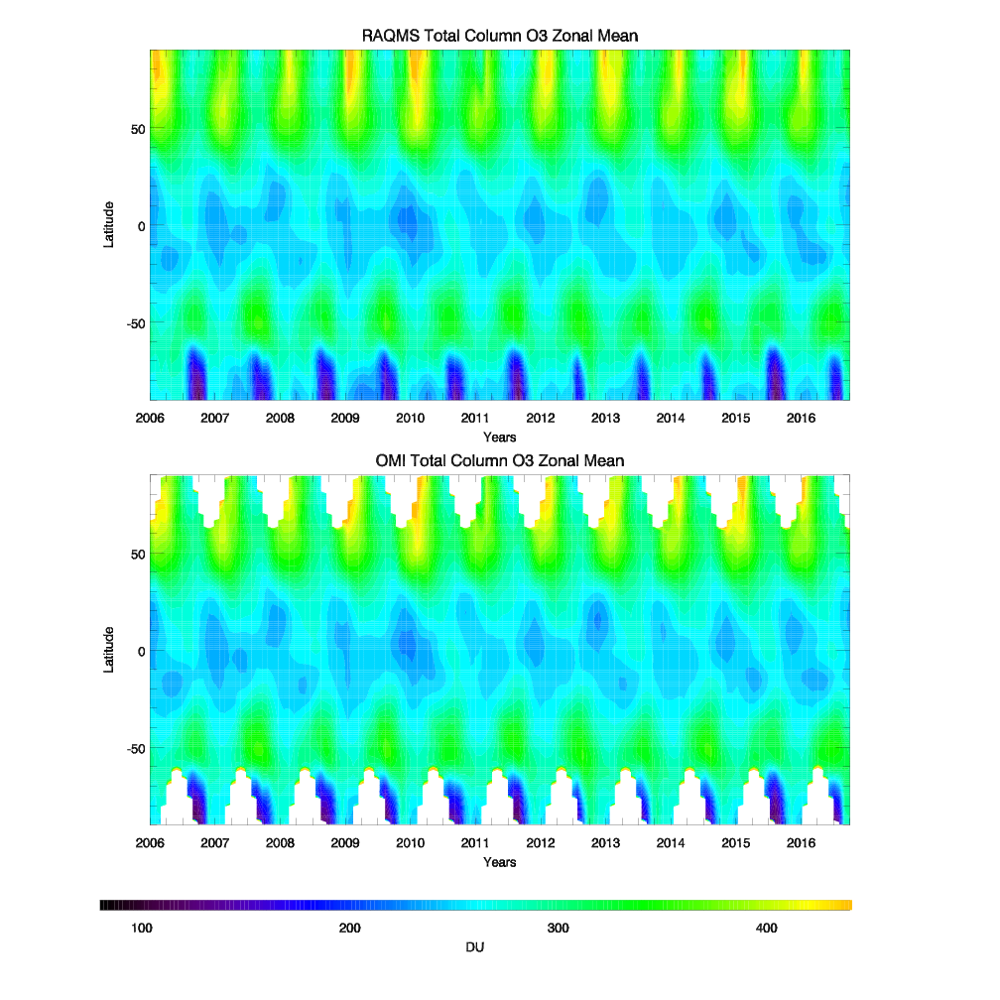 RAQMS Total Column O3 Zonal Mean
50
0
-50
Latitude
2006 2007 2008 2009 2010 2011 2012 2013 2014 2015 2016
Years
OMI Total Column O3 Zonal Mean
50
0
-50
Latitude
2006 2007 2008 2009 2010 2011 2012 2013 2014 2015 2016
Years
100 200 300 400
DU